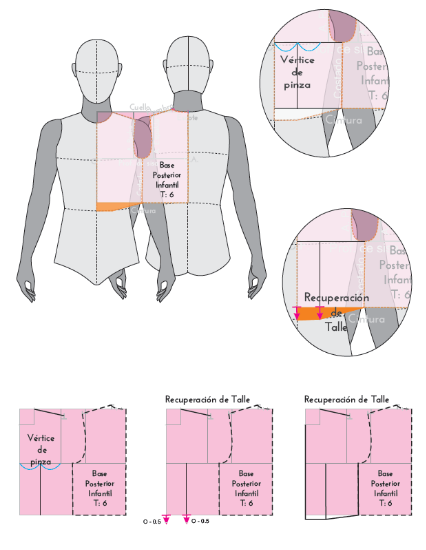 Cuello
Base
Posterior
Infantil
T: 6
Cintura
Vértice
de
pinza
Base
Posterior
Infantil
T: 6
Cintura
Recuperación
de
Talle
Infantil
T: 6
Cintura
Recuperación de Talle
Recuperación de Talle
Vértice
de
pinza
Base
Posterior
Infantil
T: 6
Base
Posterior
Infantil
T: 6
O - 0.5
O - 0.5
Base
Posterior
Infantil
T: 6